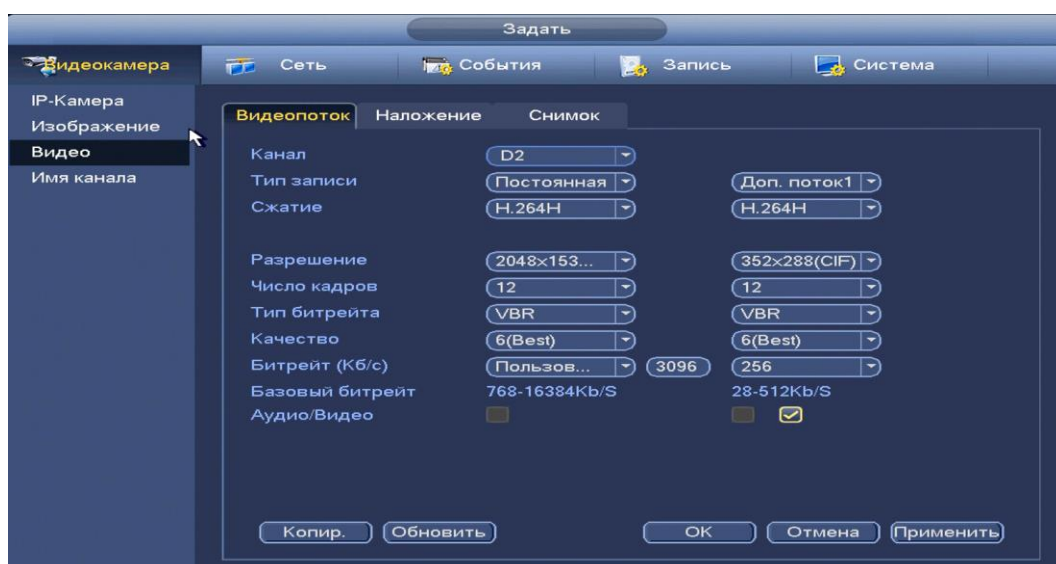 Задать
Видеокамера Сеть События Запись Система
IP-Камера
Изображение
Видео
Имя канала
Видеопоток Наложение Снимок
Канал D2
Тип записи Постоянная Доп. поток1
Сжатие H.264H H.264H
Разрешение 2048x153... 352x288(CIF)
Число кадров 12 12
Тип битрейта VBR VBR
Качество 6(Best) 6(Best)
Битрейт (Кб/с) Пользов... 3096 256
Базовый битрейт 768-16384Kb/S 28-512Kb/S
Аудио/Видео
Копир. Обновить OK Отмена Применить